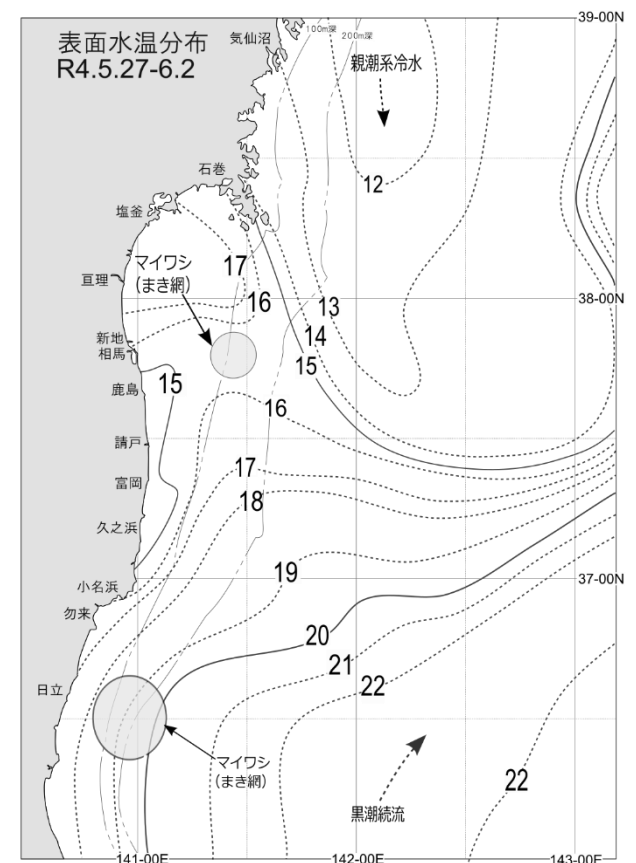 表面水温分布
R4.5.27-6.2
気仙沼
100m深
200m深
39-00N
親潮系冷水
12
石巻
塩釜
マイワシ
(まき網)
17
16
亘理
38-00N
13
14
15
新地
相馬
鹿島
15
16
請戸
富岡
17
18
久之浜
小名浜
勿来
19
37-00N
20
21
22
日立
マイワシ
(まき網)
黒潮続流
22
141-00E
142-00E
143-00E